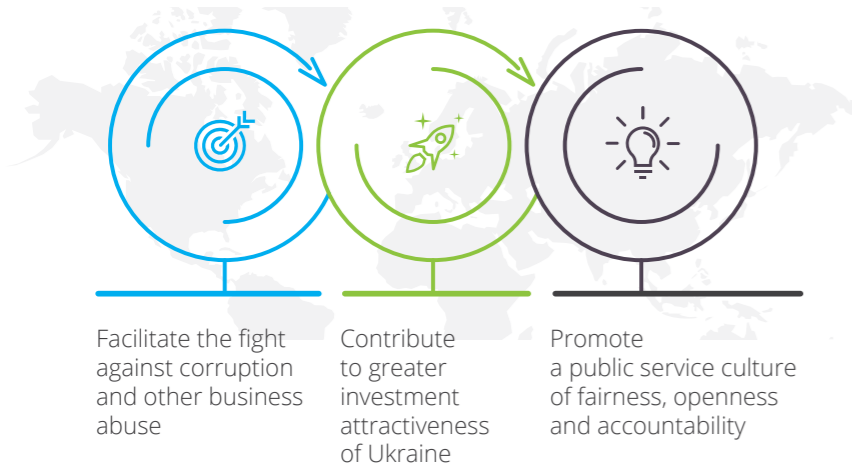 Facilitate the fight
against corruption
and other business
abuse
Contribute
to greater
investment
attractiveness
of Ukraine
Promote
a public service culture
of fairness, openness
and accountability